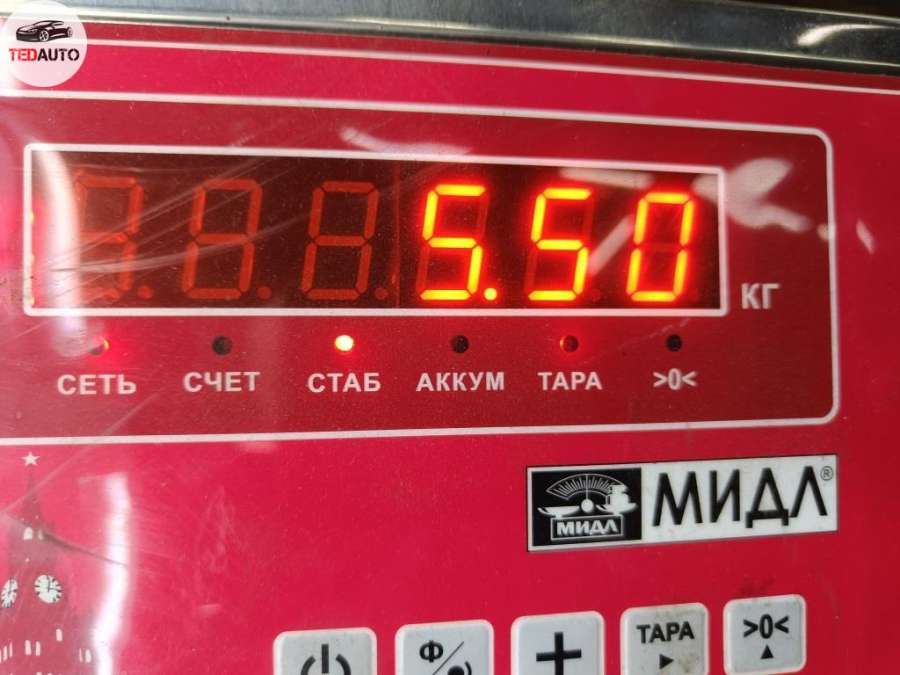 TEDAUTO
5.50
КГ
СЕТЬ СЧЕТ СТАБ АККУМ ТАРА >0<
МИДЛ МИДЛ®
Ф
+
ТАРА
>0<